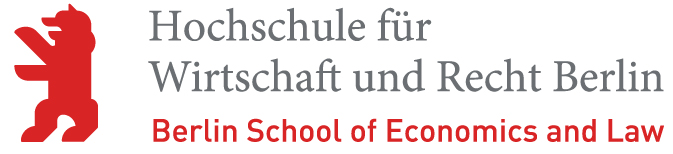 Hochschule für
Wirtschaft und Recht Berlin
Berlin School of Economics and Law